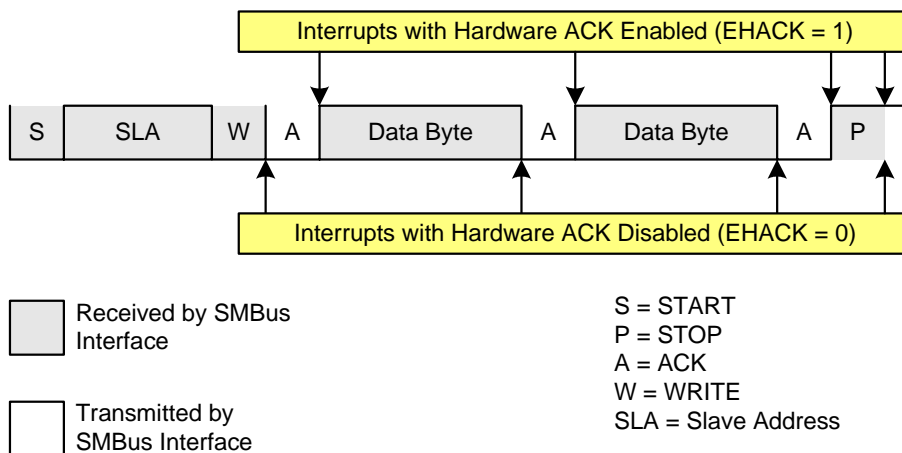 Interrupts with Hardware ACK Enabled (EHACK = 1)
S SLA W A Data Byte A Data Byte A P
Interrupts with Hardware ACK Disabled (EHACK = 0)
Received by SMBus
Interface
Transmitted by
SMBus Interface
S = START
P = STOP
A = ACK
W = WRITE
SLA = Slave Address